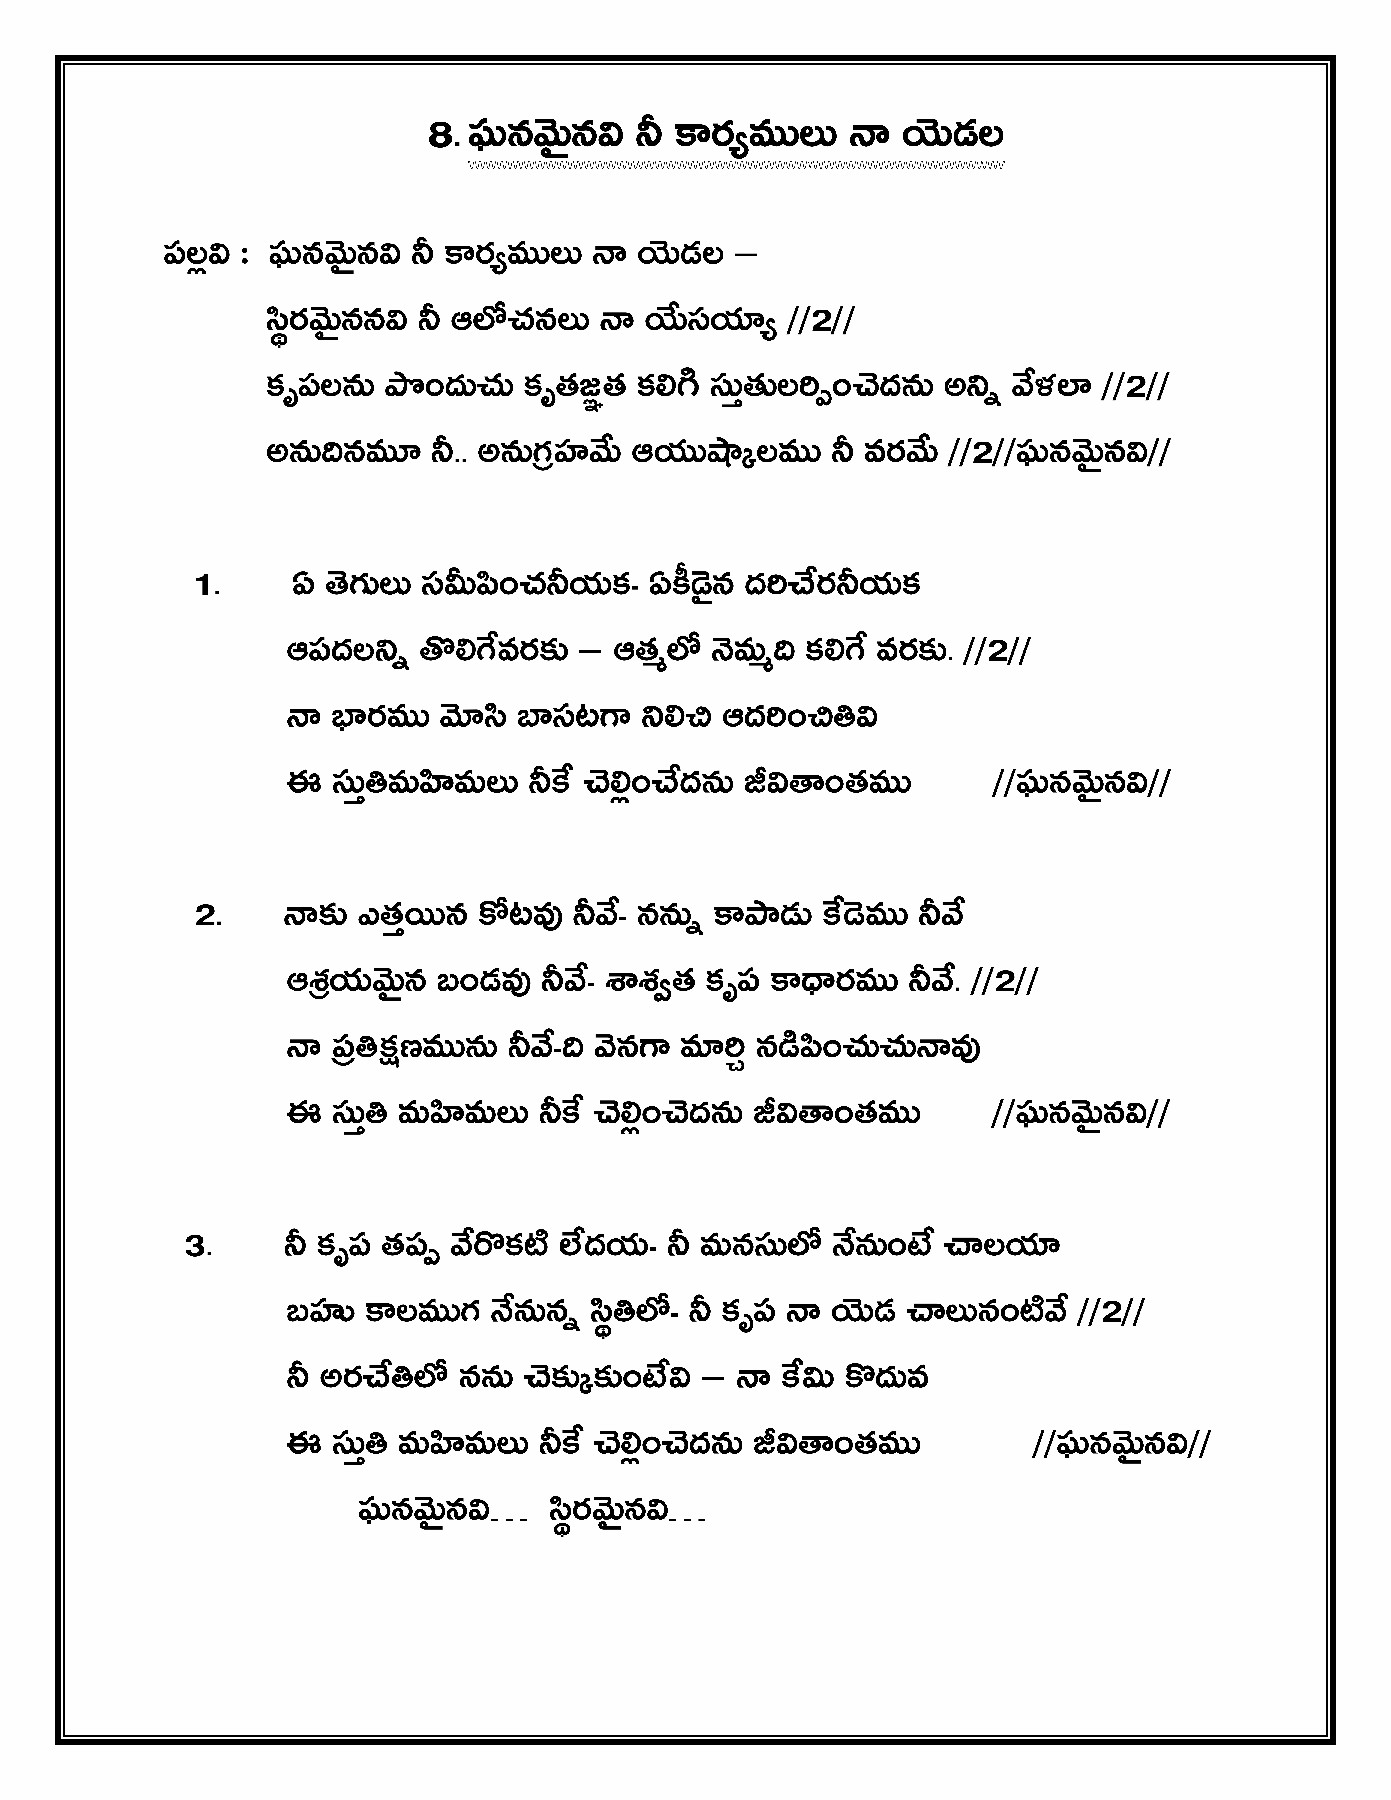 8. ఘనమైనవి నీ కార్యములు నా యెడల
పల్లవి : ఘనమైనవి నీ కార్యములు నా యెడల –
స్థిరమైననవి నీ ఆలోచనలు నా యేసయ్యా //2//
కృపలను పొందుచు కృతజ్ఞత కలిగి స్తుతులర్పించెదను అన్ని వేళలా //2//
అనుదినమూ నీ.. అనుగ్రహమే ఆయుష్కాలము నీ వరమే //2//ఘనమైనవి//
1. ఏ తెగులు సమీపించనీయక- ఏకీడైన దరిచేరనీయక
ఆపదలన్ని తొలిగేవరకు – ఆత్మలో నెమ్మది కలిగే వరకు. //2//
నా భారము మోసి బాసటగా నిలిచి ఆదరించితివి
ఈ స్తుతిమహిమలు నీకే చెల్లించేదను జీవితాంతము //ఘనమైనవి//
2. నాకు ఎత్తయిన కోటవు నీవే- నన్ను కాపాడు కేడెము నీవే
ఆశ్రయమైన బండవు నీవే- శాశ్వత కృప కాధారము నీవే. //2//
నా ప్రతిక్షణమును నీవే-ది వెనగా మార్చి నడిపించుచునావు
ఈ స్తుతి మహిమలు నీకే చెల్లించెదను జీవితాంతము //ఘనమైనవి//
3. నీ కృప తప్ప వేరొకటి లేదయ- నీ మనసులో నేనుంటే చాలయా
బహు కాలముగ నేనున్న స్థితిలో- నీ కృప నా యెడ చాలునంటివే //2//
నీ అరచేతిలో నను చెక్కుకుంటేవి – నా కేమి కొదువ
ఈ స్తుతి మహిమలు నీకే చెల్లించెదను జీవితాంతము //ఘనమైనవి//
ఘనమైనవి- - - స్థిరమైనవి- - -